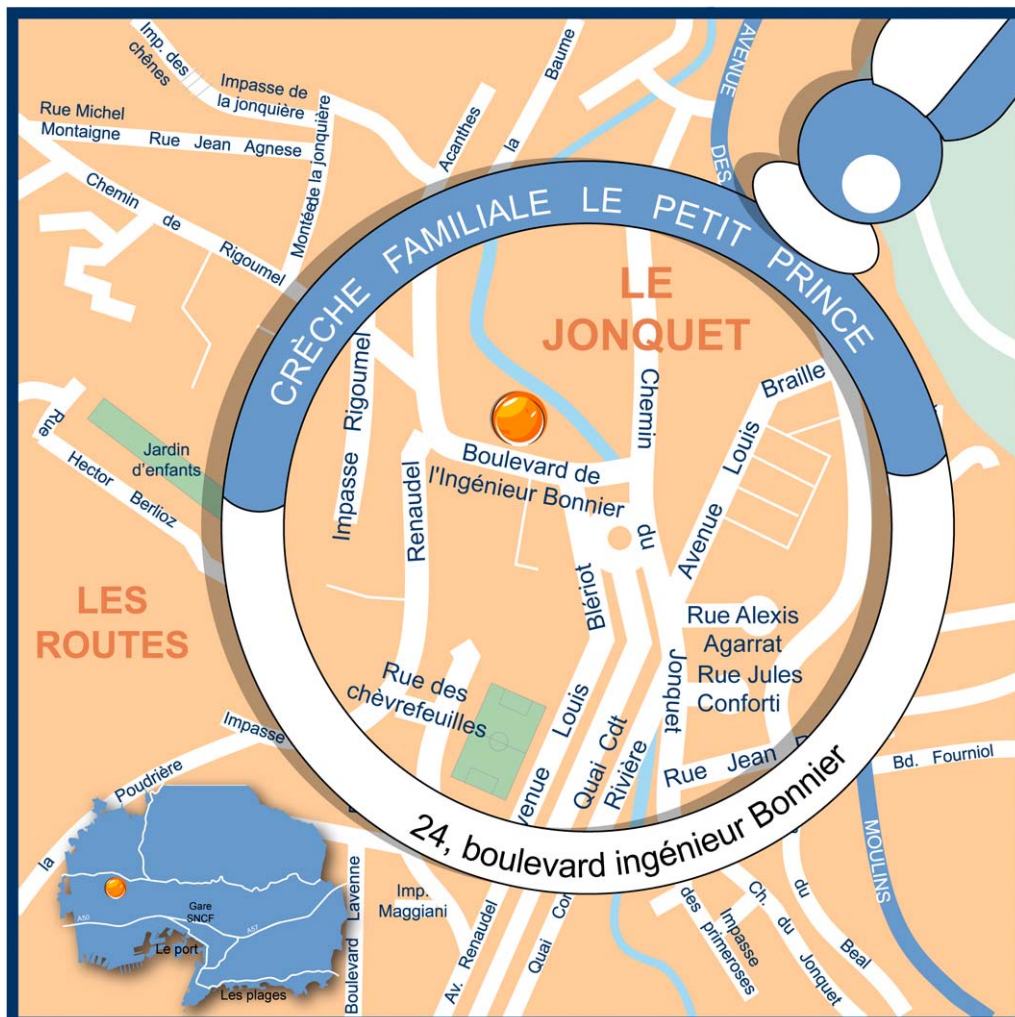 Imp. des
chênes
Impasse de
la jonquière
Rue Michel
Montaigne
Rue Jean Agnese
Montée de la jonquière
Chemin de Rigoumel
Acanthes
la Baume
AVENUE DES
CRÈCHE FAMILIALE LE PETIT PRINCE
LE
JONQUET
Impasse Rigoumel
Renaudel
Boulevard de
l'Ingénieur Bonnier
Chemin du Jonquet
Avenue Louis Braille
Rue Hector Berlioz
Jardin
d'enfants
LES
ROUTES
Louis Blériot
Rue Alexis
Agarrat
Rue Jules
Conforti
Rue des
chèvrefeuilles
Quai Cdt
Rivière
Rue Jean
Bd. Fourniol
24, boulevard ingénieur Bonnier
MOULINS
Impasse
la Poudrière
Boulevard Lavenne
Imp.
Maggiani
Av. Renaudel
Quai
des primeroses
Impasse
Ch. du Jonquet
du Beal
Gare
SNCF
A50
A57
Le port
Les plages